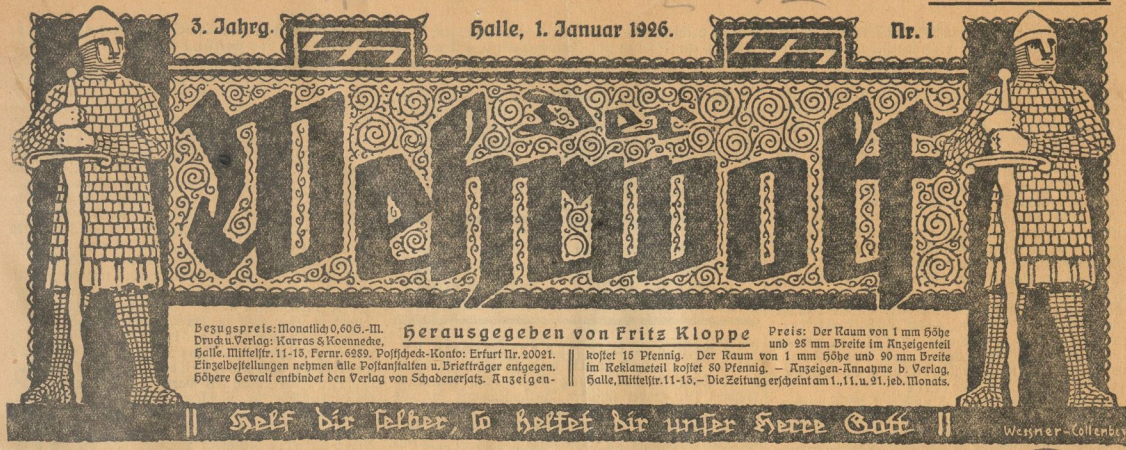 3. Jahrg.
Halle, 1. Januar 1926.
Nr. 1
Der
Wehrwolf
Bezugspreis: Monatlich 0,60 G.-M.
Druck u. Verlag: Karras & Koennecke,
Halle, Mittelstr. 11-13, Fernr. 6289. Postscheck-Konto: Erfurt Nr. 20021.
Einzelbestellungen nehmen alle Postanstalten u. Briefträger entgegen.
Höhere Gewalt entbindet den Verlag von Schadenersatz. Anzeigen-
Herausgegeben von Fritz Kloppe
Preis: Der Raum von 1 mm Höhe
und 28 mm Breite im Anzeigenteil
kostet 15 Pfennig. Der Raum von 1 mm Höhe und 90 mm Breite
im Reklameteil kostet 80 Pfennig. – Anzeigen-Annahme b. Verlag,
Halle, Mittelstr. 11-13. – Die Zeitung erscheint am 1., 11. u. 21. jed. Monats.
Helf dir selber, so helfet dir unser Herre Gott
Wessner-Collenbey